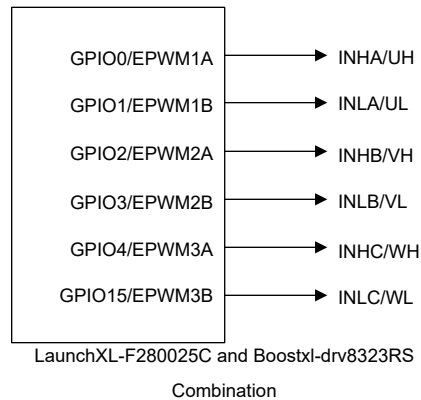 GPIO0/EPWM1A INHA/UH
GPIO1/EPWM1B INLA/UL
GPIO2/EPWM2A INHB/VH
GPIO3/EPWM2B INLB/VL
GPIO4/EPWM3A INHC/WH
GPIO15/EPWM3B INLC/WL
LaunchXL-F280025C and Boostxl-drv8323RS
Combination